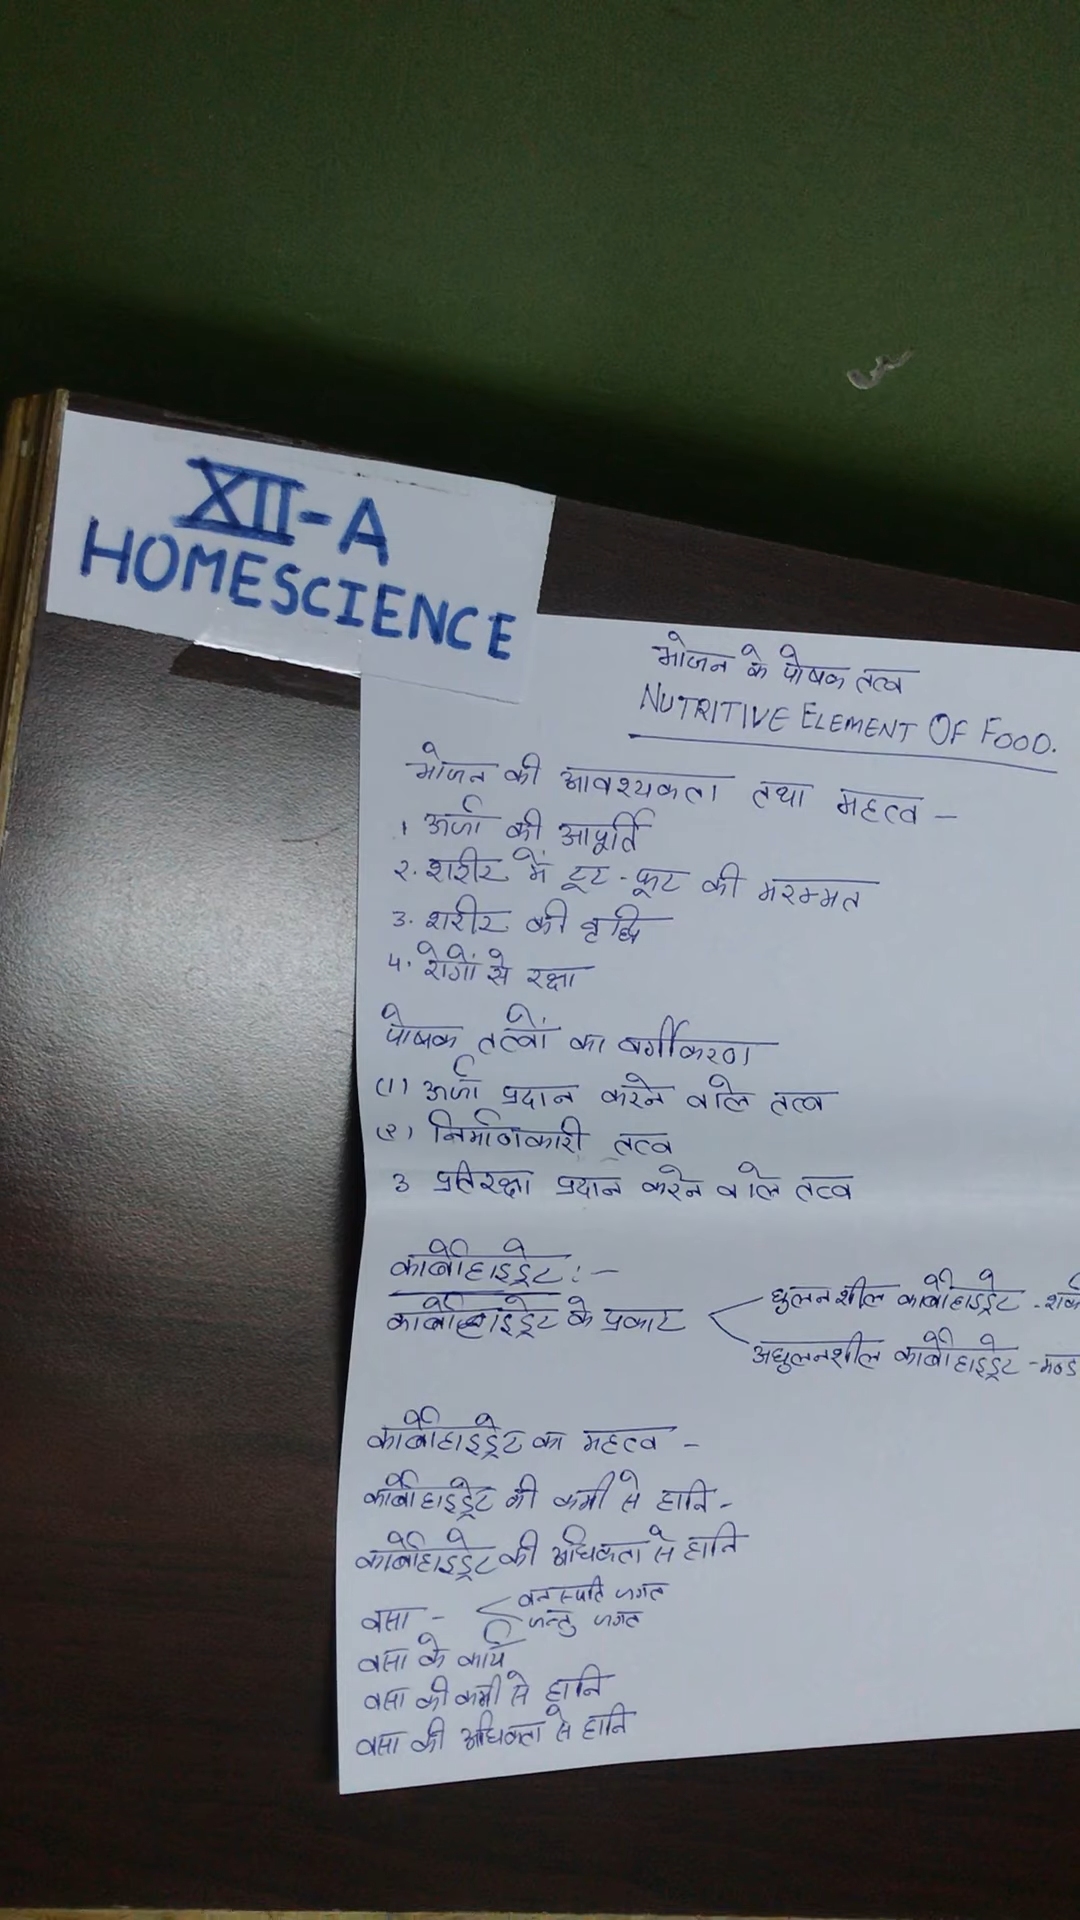 XII-A
HOMESCIENCE
भोजन के पोषक तत्व
NUTRITIVE ELEMENT OF FOOD.
भोजन की आवश्यकता तथा महत्व -
1 ऊर्जा की आपूर्ति
२. शरीर में टूट-फूट की मरम्मत
3. शरीर की वृद्धि
4. रोगों से रक्षा
पोषक तत्वों का वर्गीकरण
(1) ऊर्जा प्रदान करने वाले तत्व
(२) निर्माणकारी तत्व
3 प्रतिरक्षा प्रदान करने वाले तत्व
कार्बोहाइड्रेट :-
कार्बोहाइड्रेट के प्रकार
घुलनशील कार्बोहाइड्रेट -
अघुलनशील कार्बोहाइड्रेट -
कार्बोहाइड्रेट का महत्व -
कार्बोहाइड्रेट की कमी से हानि -
कार्बोहाइड्रेट की अधिकता से हानि
वसा - वनस्पति जगत
जन्तु जगत
वसा के कार्य
वसा की कमी से हानि
वसा की अधिकता से हानि